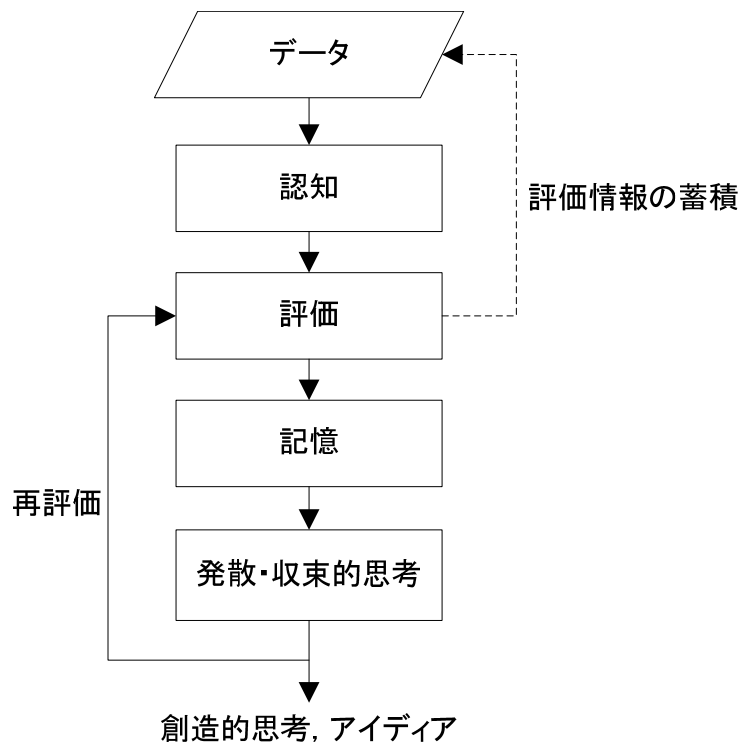 データ
認知
評価情報の蓄積
評価
記憶
再評価
発散・収束的思考
創造的思考, アイディア